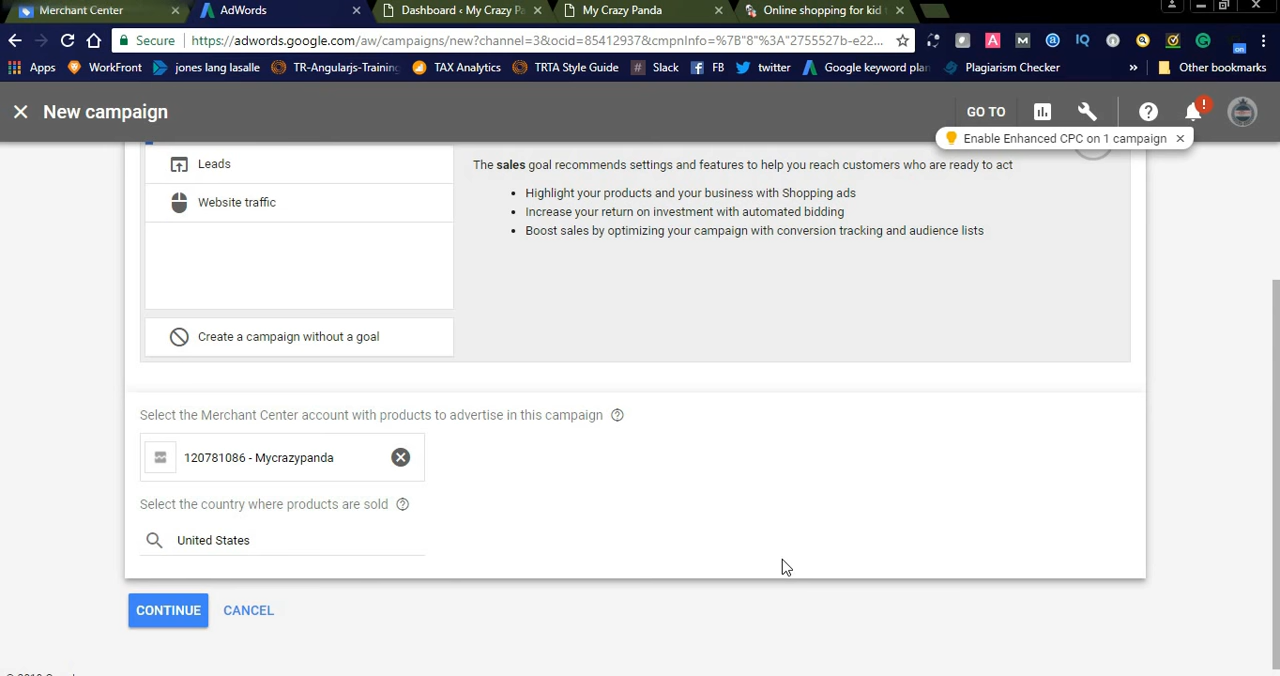 Merchant Center
AdWords
Dashboard ‹ My Crazy Pa
My Crazy Panda
Online shopping for kid t
Secure
https://adwords.google.com/aw/campaigns/new?channel=3&ocid=85412937&cmpnInfo=%7B"8"%3A"2755527b-e22...
Apps
WorkFront
jones lang lasalle
TR-Angularjs-Training
TAX Analytics
TRTA Style Guide
Slack
FB
twitter
Google keyword plan
Plagiarism Checker
»
Other bookmarks
New campaign
GO TO
Enable Enhanced CPC on 1 campaign
Leads
Website traffic
Create a campaign without a goal
The sales goal recommends settings and features to help you reach customers who are ready to act
• Highlight your products and your business with Shopping ads
• Increase your return on investment with automated bidding
• Boost sales by optimizing your campaign with conversion tracking and audience lists
Select the Merchant Center account with products to advertise in this campaign
120781086 - Mycrazypanda
Select the country where products are sold
United States
CONTINUE
CANCEL